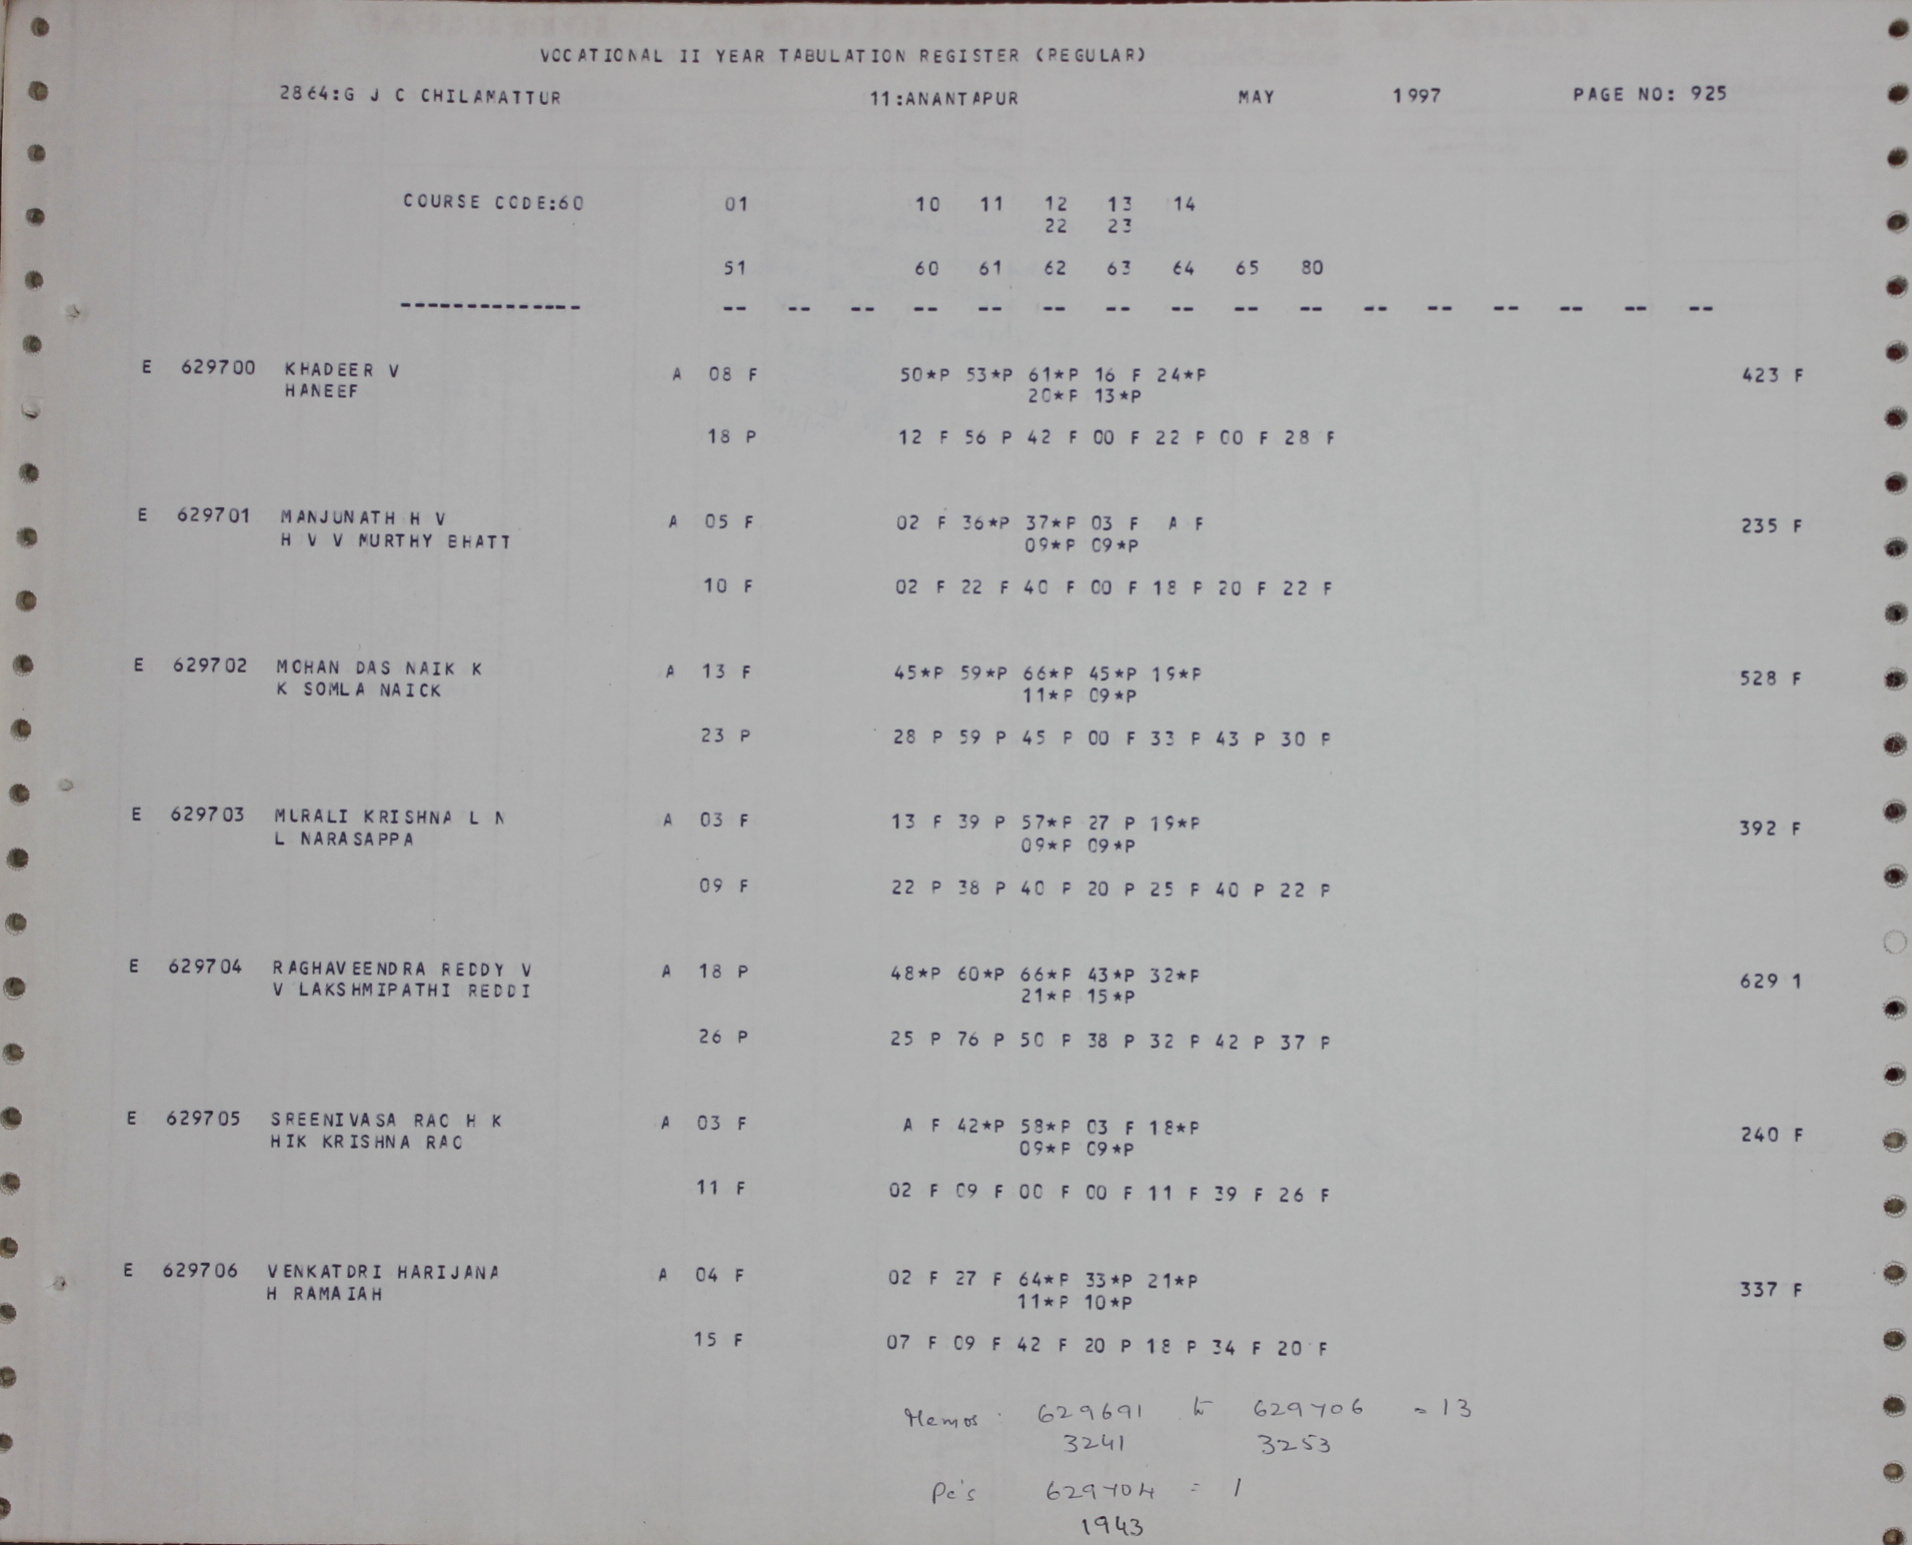 VOCATIONAL II YEAR TABULATION REGISTER (REGULAR)
2864:G J C CHILAMATTUR 11:ANANTAPUR MAY 1997 PAGE NO: 925
COURSE CODE:60 01 10 11 12 13 14
22 23
51 60 61 62 63 64 65 80
-------------- -- -- -- -- -- -- -- -- -- -- -- -- -- -- -- --
E 629700 KHADEER V A 08 F 50*P 53*P 61*P 16 F 24*P 423 F
HANEEF 20*P 13*P
18 P 12 F 56 P 42 F 00 F 22 P 00 F 28 F
E 629701 MANJUNATH H V A 05 F 02 F 36*P 37*P 03 F A F 235 F
H V V MURTHY BHATT 09*P 09*P
10 F 02 F 22 F 40 F 00 F 18 P 20 F 22 F
E 629702 MOHAN DAS NAIK K A 13 F 45*P 59*P 66*P 45*P 19*P 528 F
K SOMLA NAICK 11*P 09*P
23 P 28 P 59 P 45 P 00 F 33 P 43 P 30 P
E 629703 MURALI KRISHNA L N A 03 F 13 F 39 P 57*P 27 P 19*P 392 F
L NARASAPPA 09*P 09*P
09 F 22 P 38 P 40 P 20 P 25 P 40 P 22 P
E 629704 RAGHAVEENDRA REDDY V A 18 P 48*P 60*P 66*P 43*P 32*P 629 1
V LAKSHMIPATHI REDDI 21*P 15*P
26 P 25 P 76 P 50 P 38 P 32 P 42 P 37 P
E 629705 SREENIVASA RAO H K A 03 F A F 42*P 58*P 03 F 18*P 240 F
HIK KRISHNA RAO 09*P 09*P
11 F 02 F 09 F 00 F 00 F 11 F 39 F 26 F
E 629706 VENKATDRI HARIJANA A 04 F 02 F 27 F 64*P 33*P 21*P 337 F
H RAMAIAH 11*P 10*P
15 F 07 F 09 F 42 F 20 P 18 P 34 F 20 F
Memos: 629691 to 629706 = 13
3241 3253
Pc's 629704 = 1
1943